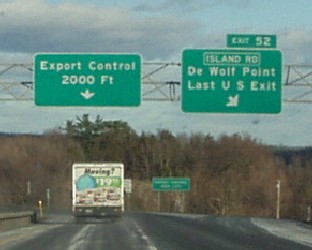 EXIT 52
Export Control
2000 Ft
ISLAND RD
De Wolf Point
Last U S Exit
Moving?